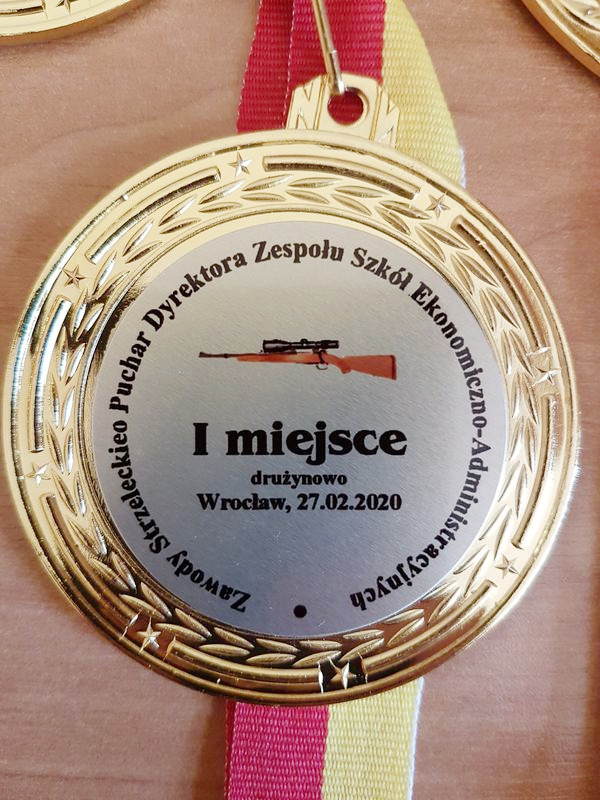 Zawody Strzeleckieo Puchar Dyrektora Zespołu Szkół Ekonomiczno-Administracyjnych
I miejsce
drużynowo
Wrocław, 27.02.2020